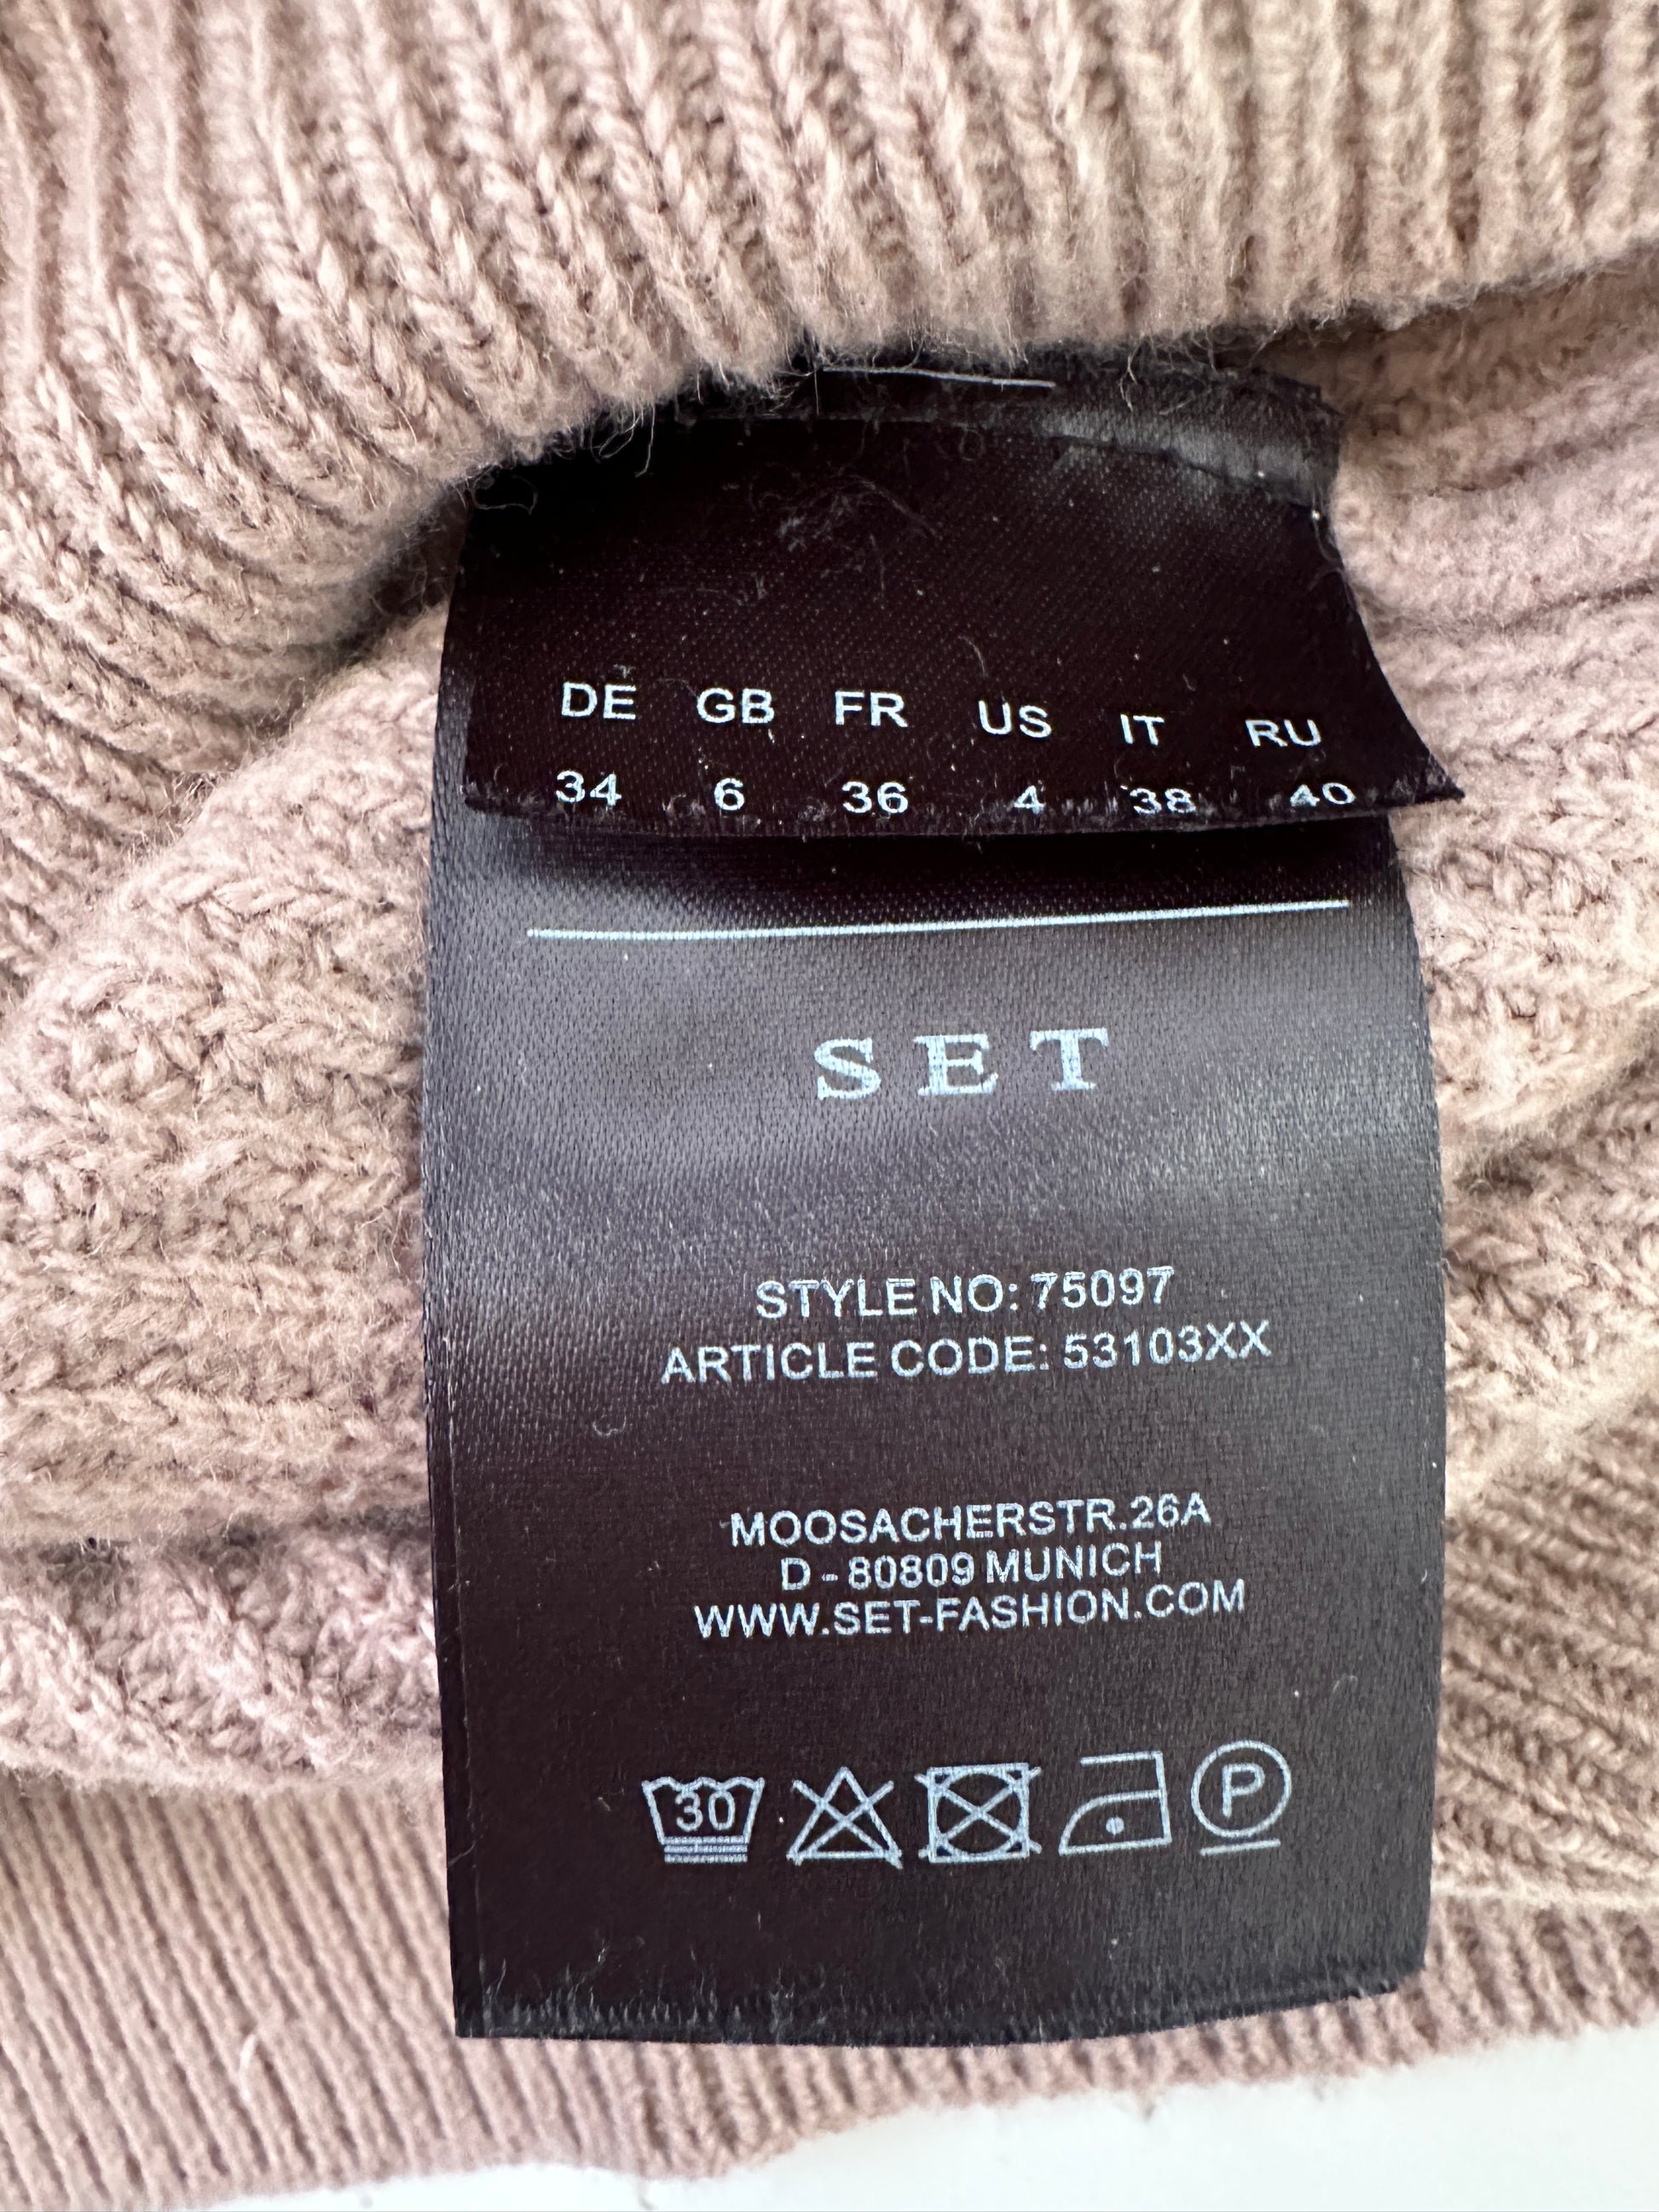 DE GB FR US IT RU
34 6 36 4 38 40
SET
STYLE NO: 75097
ARTICLE CODE: 53103XX
MOOSACHERSTR.26A
D - 80809 MUNICH
WWW.SET-FASHION.COM
30 P